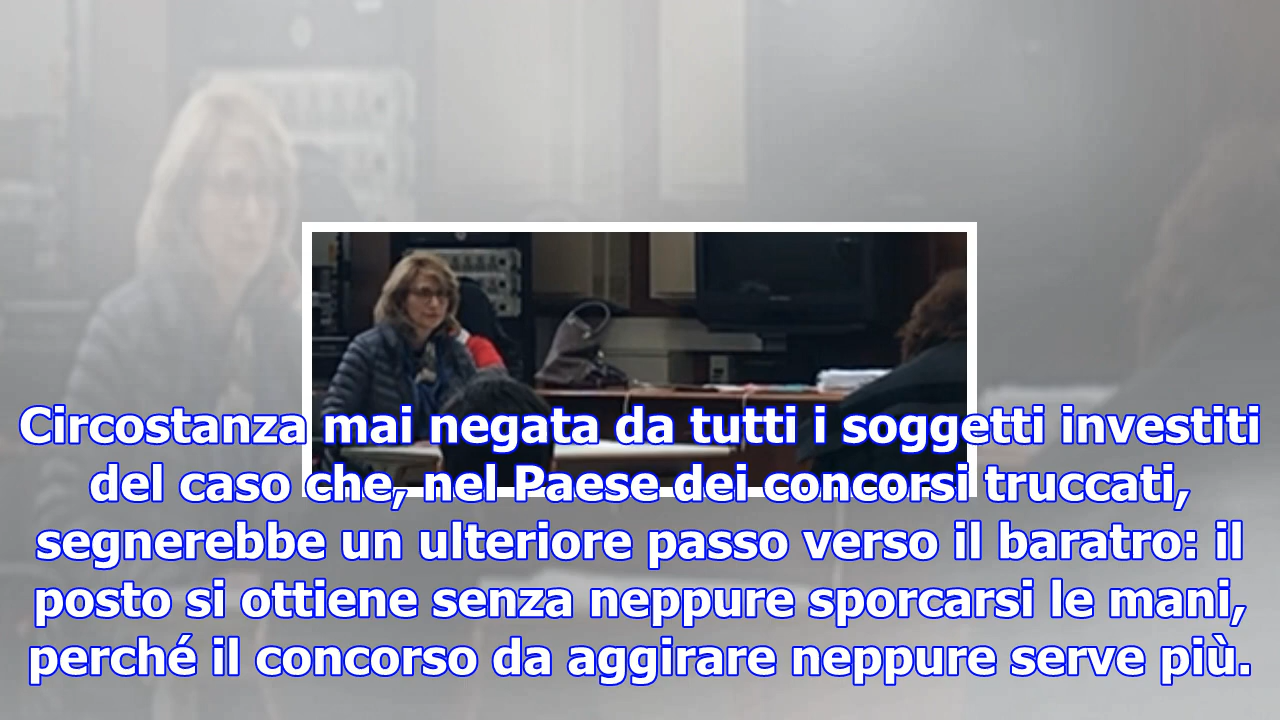 Circostanza mai negata da tutti i soggetti investiti
del caso che, nel Paese dei concorsi truccati,
segnerebbe un ulteriore passo verso il baratro: il
posto si ottiene senza neppure sporcarsi le mani,
perché il concorso da aggirare neppure serve più.